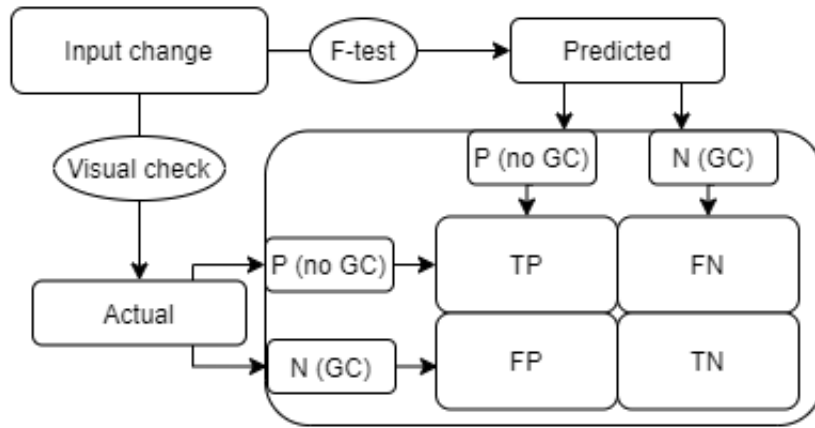 Input change
F-test
Predicted
Visual check
P (no GC)
N (GC)
P (no GC)
TP
FN
Actual
N (GC)
FP
TN